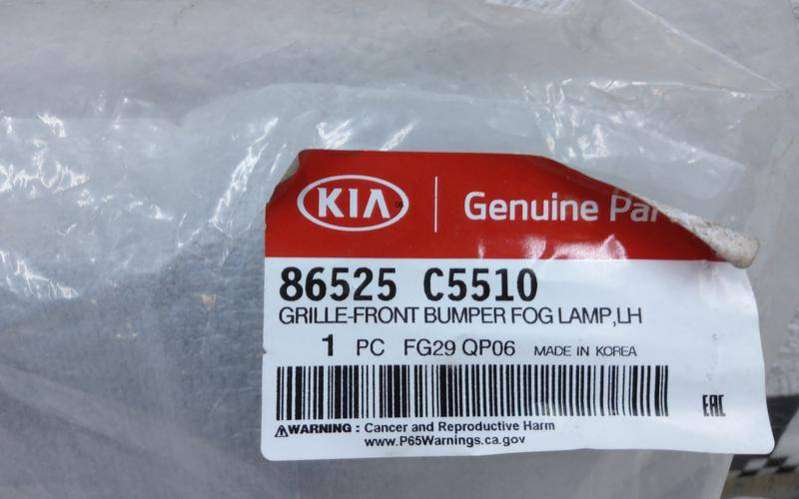 KIA Genuine Par
86525 C5510
GRILLE-FRONT BUMPER FOG LAMP,LH
1 PC FG29 QP06 MADE IN KOREA
EAC
WARNING : Cancer and Reproductive Harm
www.P65Warnings.ca.gov